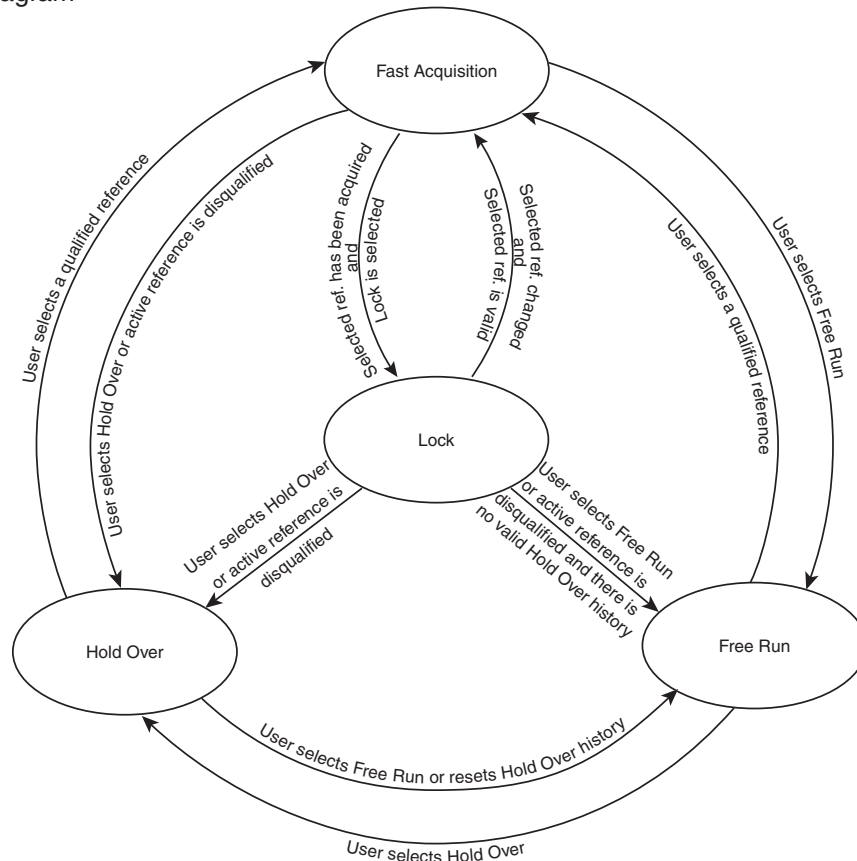 Fast Acquisition
User selects a qualified reference
User selects Hold Over or active reference is disqualified
Selected ref. has been acquired
and
Lock is selected
Selected ref. changed
and
Selected ref. is valid
User selects a qualified reference
User selects Free Run
Lock
User selects Hold Over
or active reference is
disqualified
User selects Free Run
or active reference is
disqualified and there is
no valid Hold Over history
Hold Over
Free Run
User selects Free Run or resets Hold Over history
User selects Hold Over